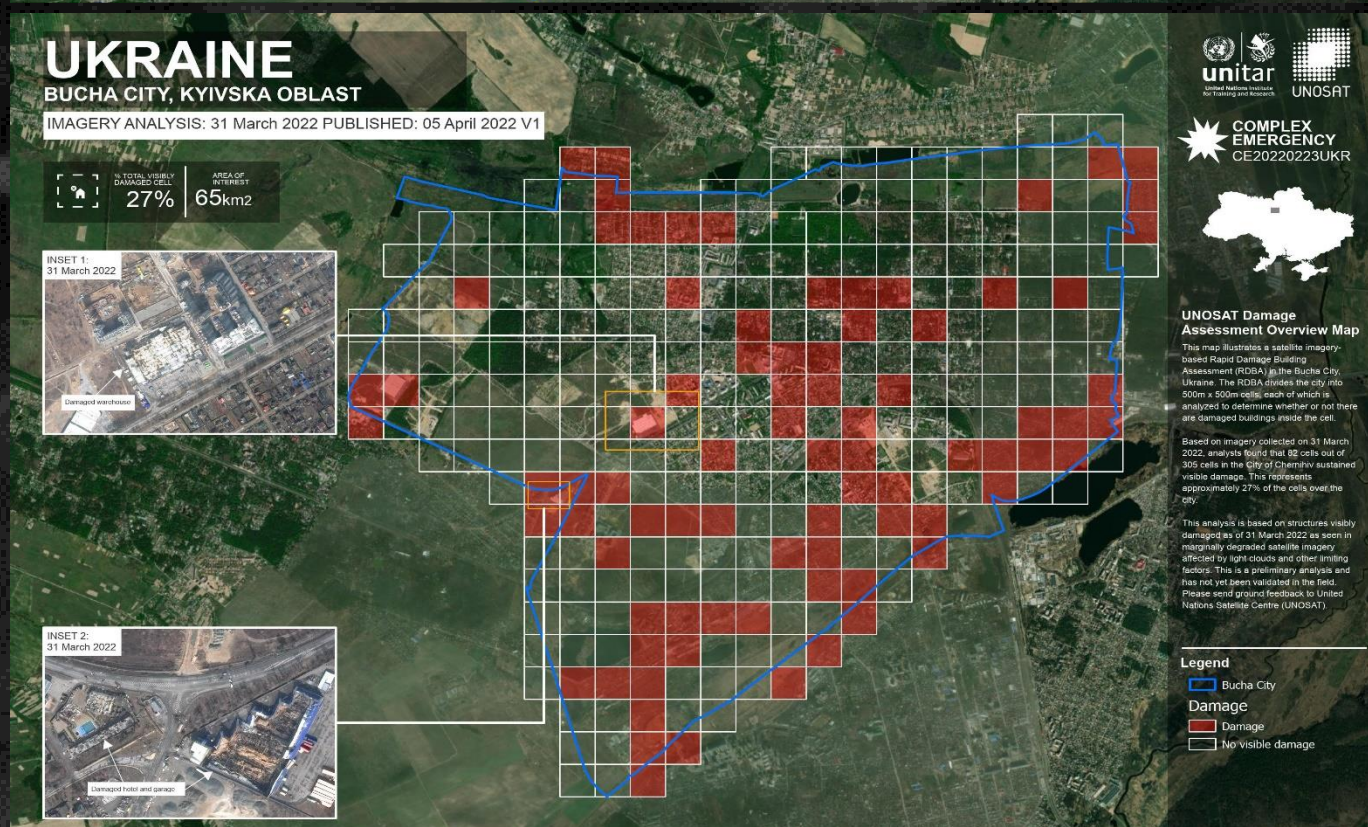 UKRAINE
BUCHA CITY, KYIVSKA OBLAST
IMAGERY ANALYSIS: 31 March 2022 PUBLISHED: 05 April 2022 V1
% TOTAL VISIBLY
DAMAGED CELL
27%
AREA OF
INTEREST
65km2
INSET 1:
31 March 2022
Damaged warehouse
INSET 2:
31 March 2022
Damaged hotel and garage
unitar
United Nations Institute
for Training and Research
UNOSAT
COMPLEX
EMERGENCY
CE20220223UKR
UNOSAT Damage
Assessment Overview Map
This map illustrates a satellite imagery-
based Rapid Damage Building
Assessment (RDBA) in the Bucha City,
Ukraine. The RDBA divides the city into
500m x 500m cells, each of which is
analyzed to determine whether or not there
are damaged buildings inside the cell.
Based on imagery collected on 31 March
2022, analysts found that 82 cells out of
305 cells in the City of Chernihiv sustained
visible damage. This represents
approximately 27% of the cells over the
city.
This analysis is based on structures visibly
damaged as of 31 March 2022 as seen in
marginally degraded satellite imagery
affected by light clouds and other limiting
factors. This is a preliminary analysis and
has not yet been validated in the field.
Please send ground feedback to United
Nations Satellite Centre (UNOSAT).
Legend
Bucha City
Damage
Damage
No visible damage